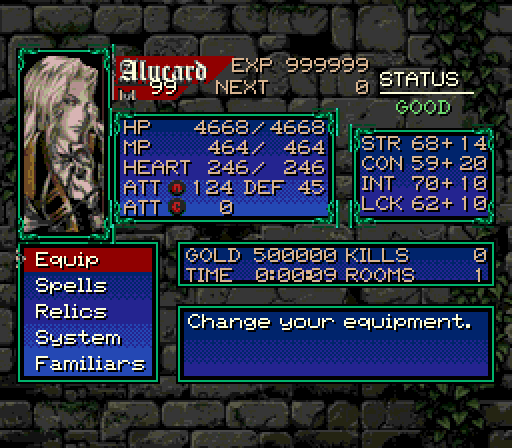 Alucard EXP 999999
lvl 99 NEXT 0
STATUS
GOOD
HP 4668/4668
MP 464/ 464
HEART 246/ 246
ATT A 124 DEF 45
ATT C 0
STR 68+14
CON 59+20
INT 70+10
LCK 62+10
Equip
Spells
Relics
System
Familiars
GOLD 500000 KILLS 0
TIME 0:00:09 ROOMS 1
Change your equipment.